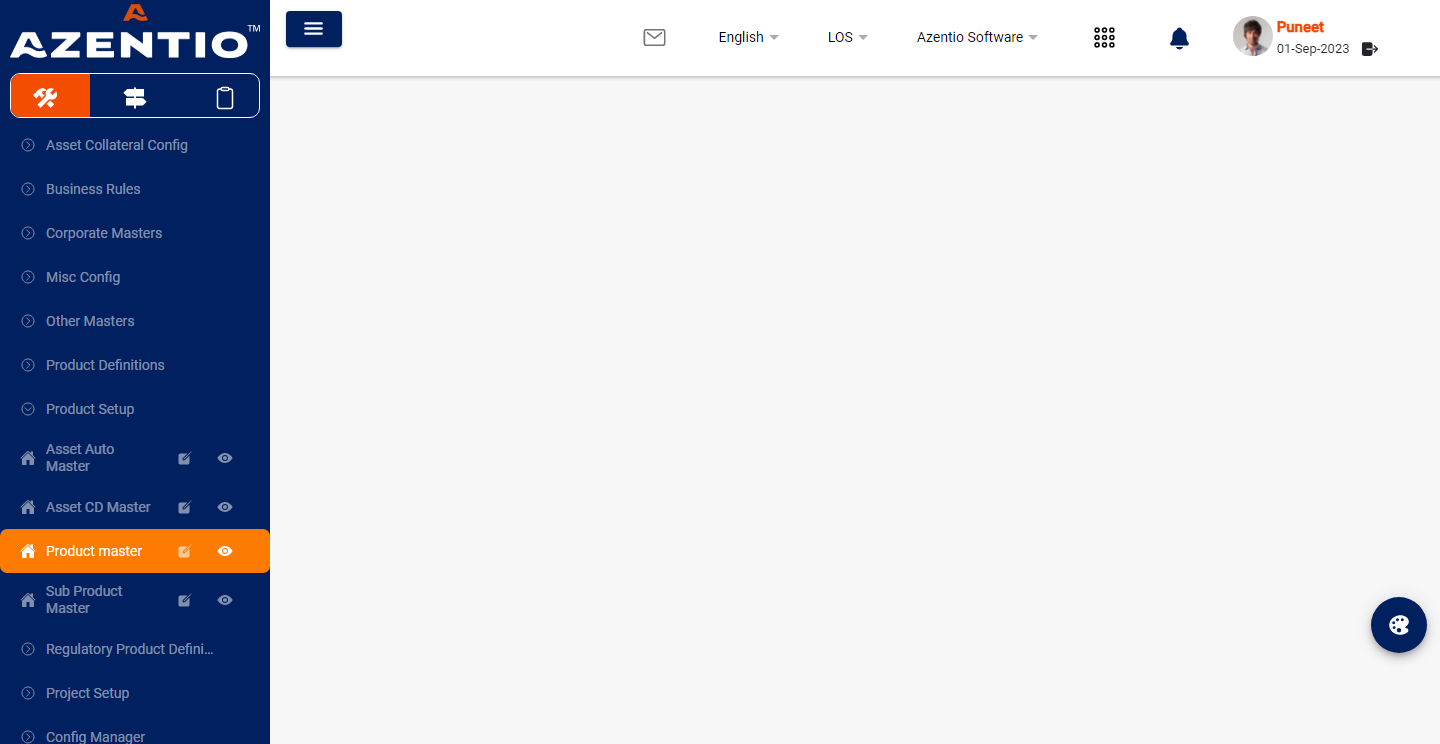 AZENTIO™
English
LOS
Azentio Software
Puneet
01-Sep-2023
Asset Collateral Config
Business Rules
Corporate Masters
Misc Config
Other Masters
Product Definitions
Product Setup
Asset Auto
Master
Asset CD Master
Product master
Sub Product
Master
Regulatory Product Defini...
Project Setup
Config Manager